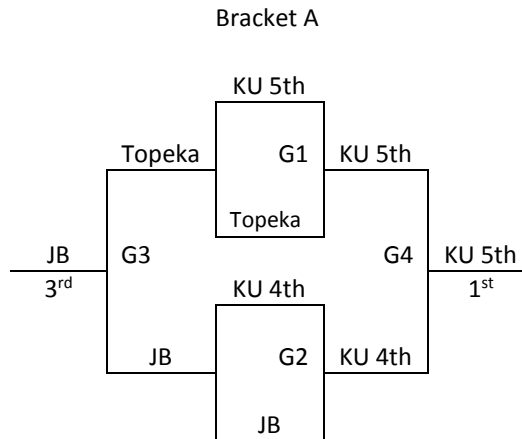 Bracket A
KU 5th
Topeka G1 KU 5th
Topeka
JB G3 G4 KU 5th
3rd KU 4th 1st
JB G2 KU 4th
JB